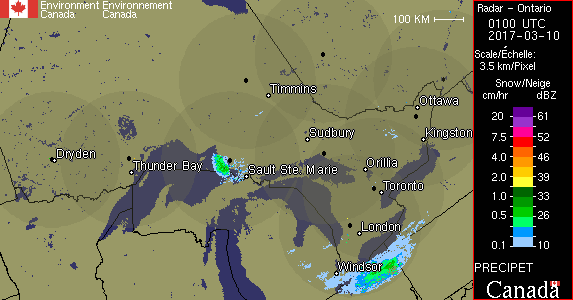 Environment Environnement
Canada Canada
100 KM
Timmins
Ottawa
Sudbury
Kingston
Dryden
Thunder Bay
Sault Ste. Marie
Orillia
Toronto
London
Windsor
Radar - Ontario
0100 UTC
2017-03-10
Scale/Échelle:
3.5 km/Pixel
Snow/Neige
cm/hr dBZ
20 61
7.5 52
4.0 46
2.0 39
1.0 33
0.5 26
0.1 10
PRECIPET
Canada